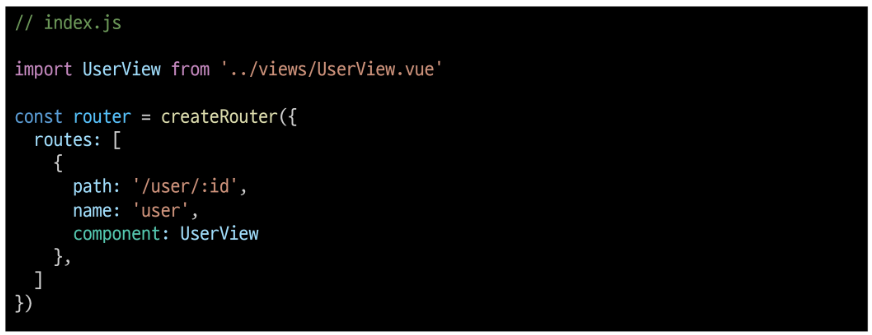 // index.js
import UserView from '../views/UserView.vue'
const router = createRouter({
  routes: [
    {
      path: '/user/:id',
      name: 'user',
      component: UserView
    },
  ]
})